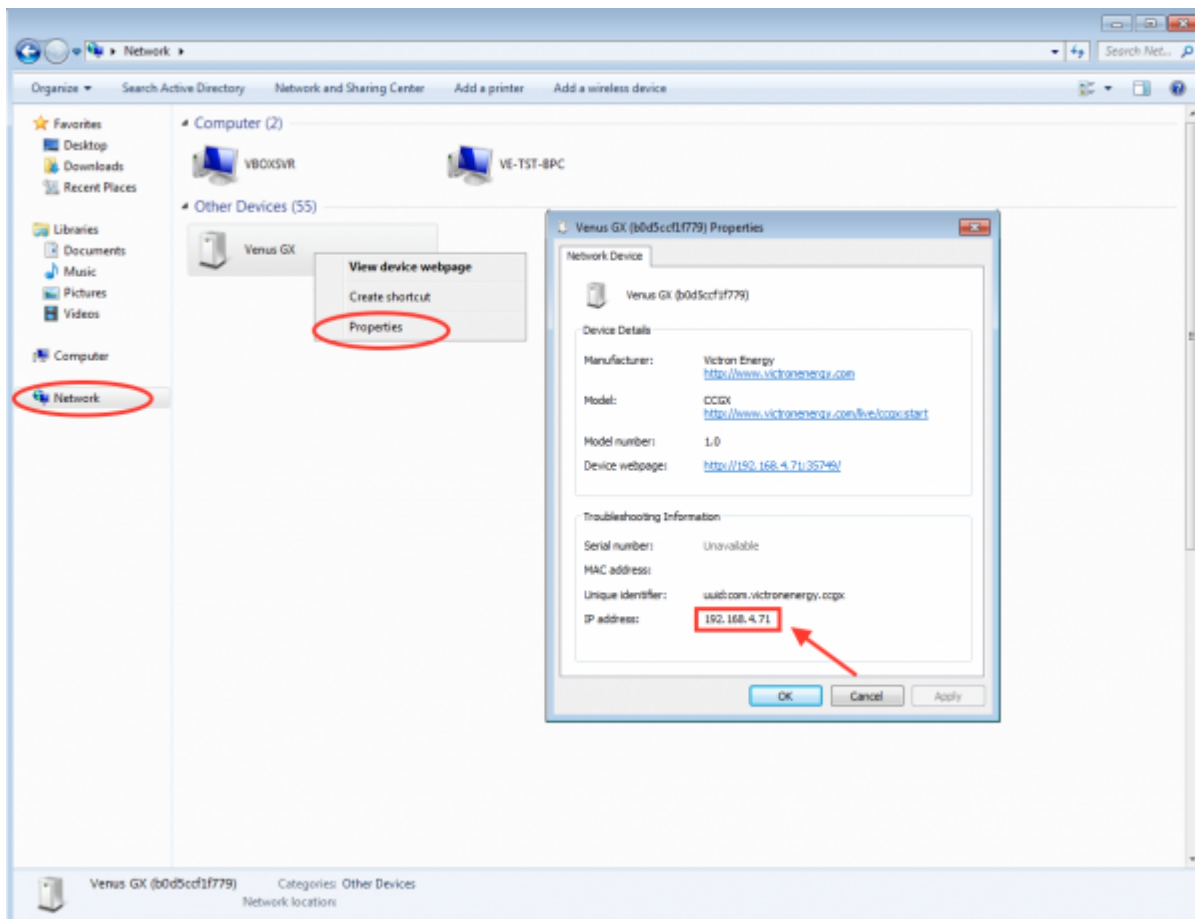 Network
Search Net...
Organize
Search Active Directory
Network and Sharing Center
Add a printer
Add a wireless device
Favorites
Desktop
Downloads
Recent Places
Libraries
Documents
Music
Pictures
Videos
Computer
Network
Computer (2)
VBOXSVR
VE-TST-8PC
Other Devices (55)
Venus GX
View device webpage
Create shortcut
Properties
Venus GX (b0d5ccf1f779) Properties
Network Device
Venus GX (b0d5ccf1f779)
Device Details
Manufacturer: Victron Energy
http://www.victronenergy.com
Model: CCGX
http://www.victronenergy.com/live/ccgx:start
Model number: 1.0
Device webpage: http://192.168.4.71:35749/
Troubleshooting Information
Serial number: Unavailable
MAC address:
Unique identifier: uuid:com.victronenergy.ccgx
IP address: 192.168.4.71
OK
Cancel
Apply
Venus GX (b0d5ccf1f779)
Categories: Other Devices
Network location: